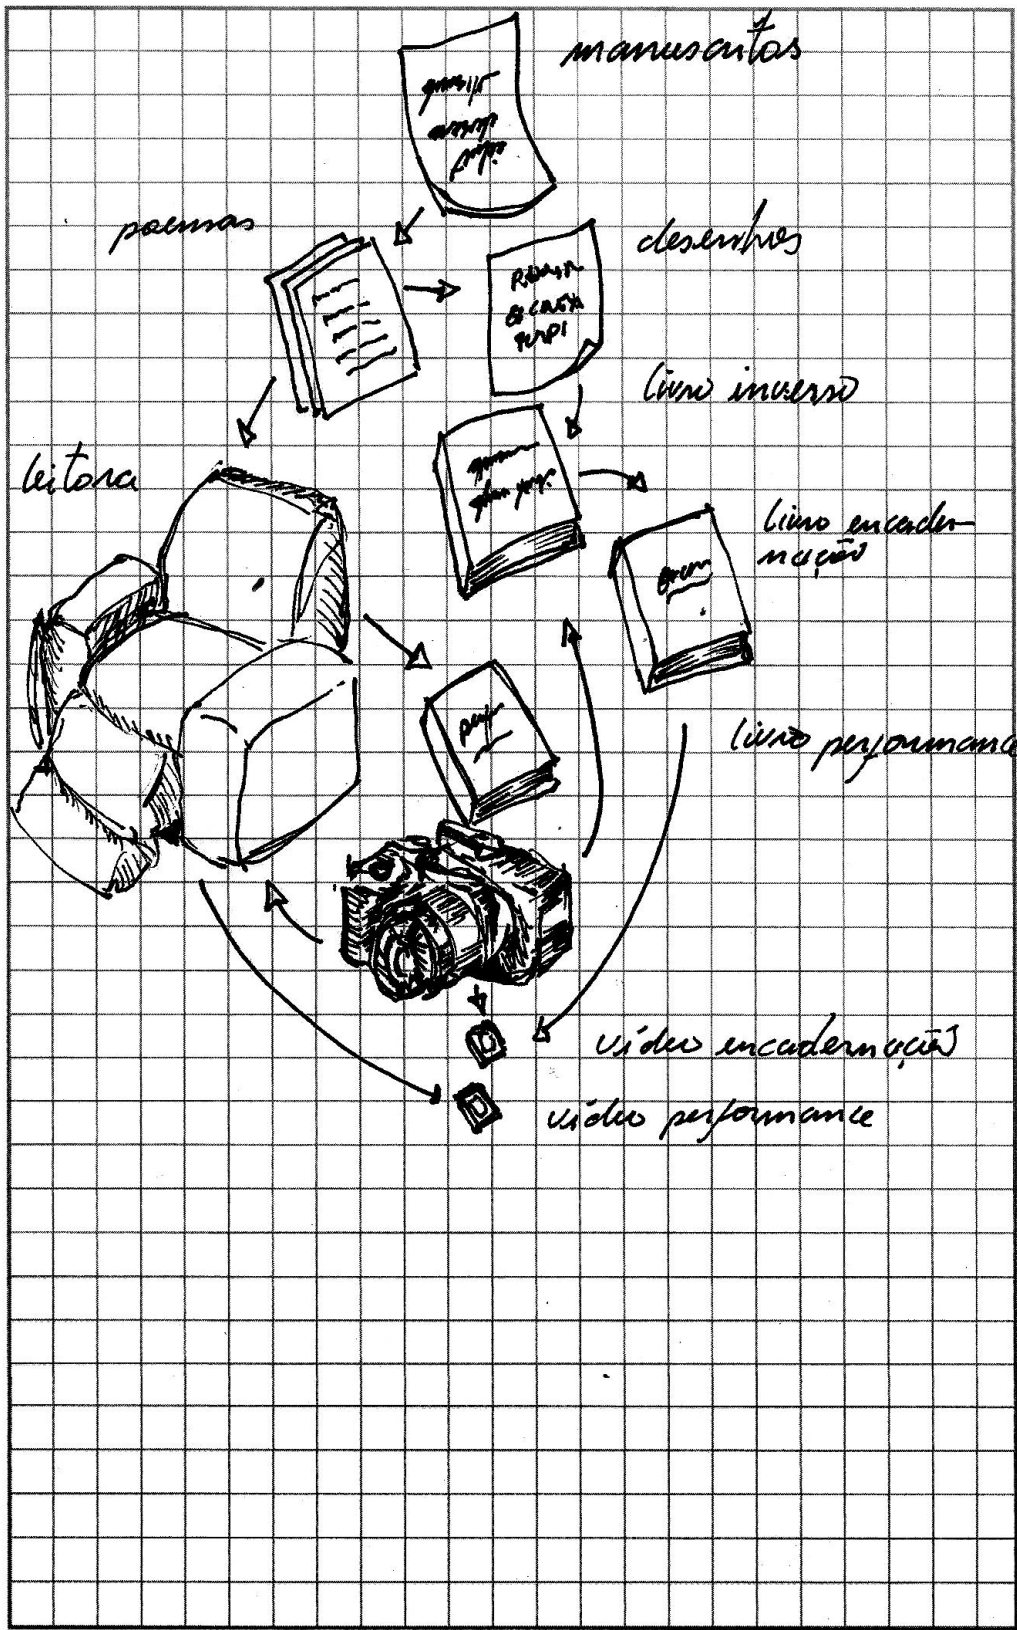 manuscritos
poemas
desenhos
livro inverso
leitora
livro encader-
nação
livro performance
vídeo encadernação
vídeo performance